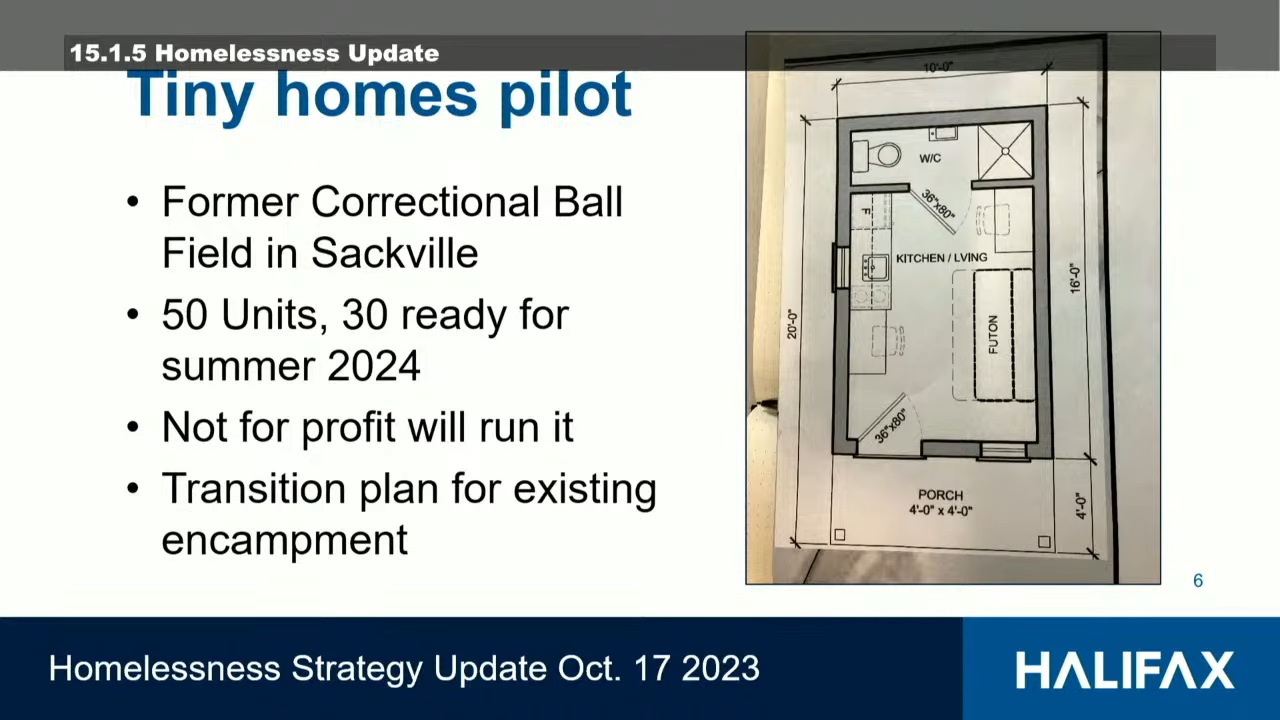 15.1.5 Homelessness Update
Tiny homes pilot
• Former Correctional Ball
Field in Sackville
• 50 Units, 30 ready for
summer 2024
• Not for profit will run it
• Transition plan for existing
encampment
10'-0"
W/C
36"x80"
F
KITCHEN / LVING
16'-0"
20'-0"
FUTON
36"x80"
PORCH
4'-0" x 4'-0"
4'-0"
6
Homelessness Strategy Update Oct. 17 2023
HALIFAX